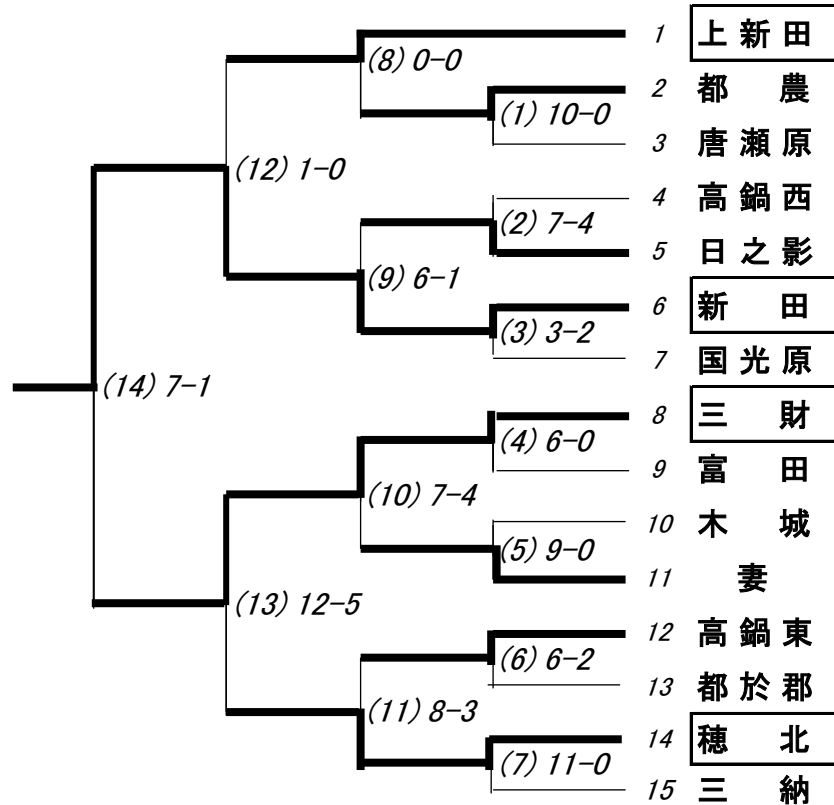 1 上新田
(8) 0-0
2 都農
(1) 10-0
3 唐瀬原
(12) 1-0
4 高鍋西
(2) 7-4
5 日之影
(9) 6-1
6 新田
(3) 3-2
7 国光原
(14) 7-1
8 三財
(4) 6-0
9 富田
(10) 7-4
10 木城
(5) 9-0
11 妻
(13) 12-5
12 高鍋東
(6) 6-2
13 都於郡
(11) 8-3
14 穂北
(7) 11-0
15 三納